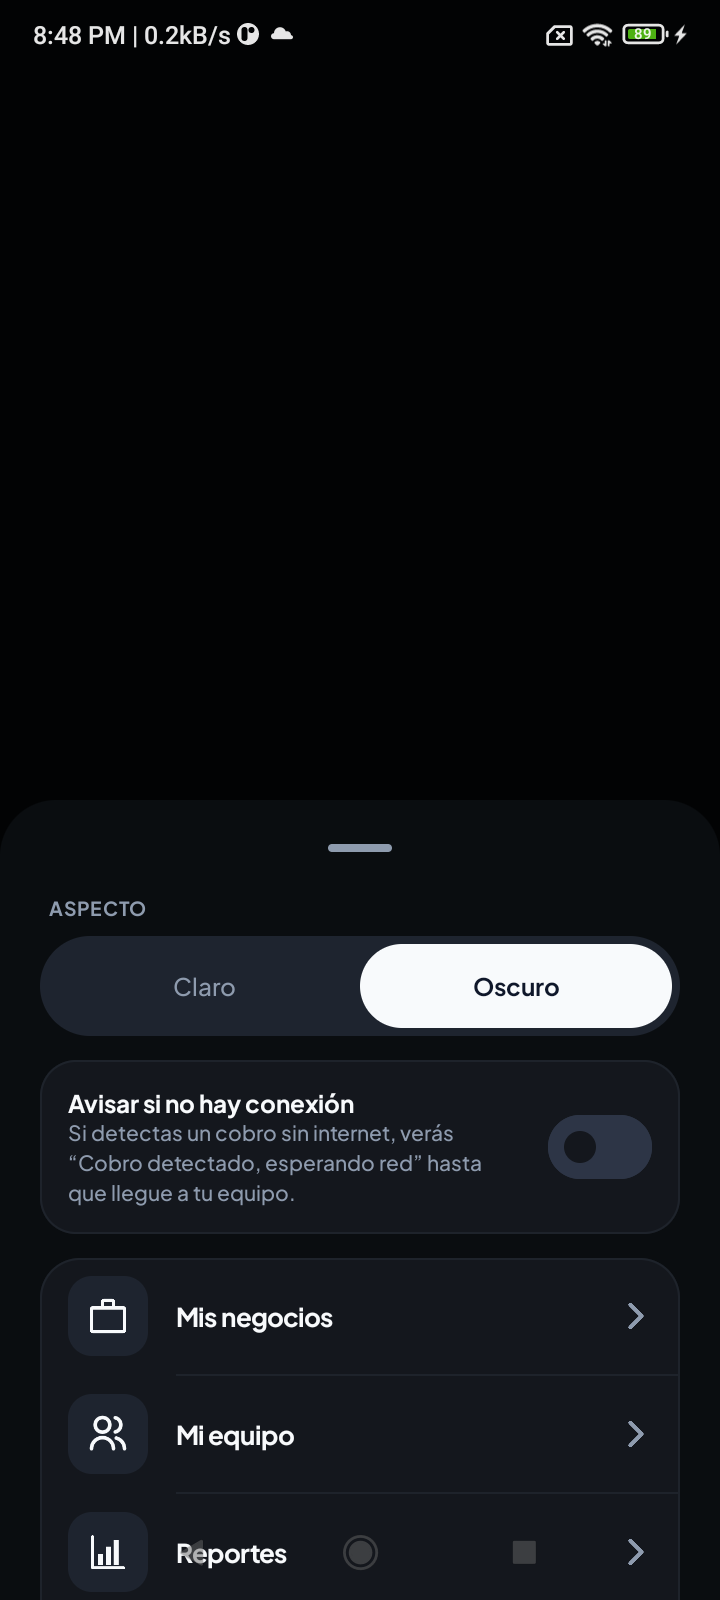 8:48 PM | 0.2kB/s
89
ASPECTO
Claro
Oscuro
Avisar si no hay conexión
Si detectas un cobro sin internet, verás
“Cobro detectado, esperando red” hasta
que llegue a tu equipo.
Mis negocios
Mi equipo
Reportes